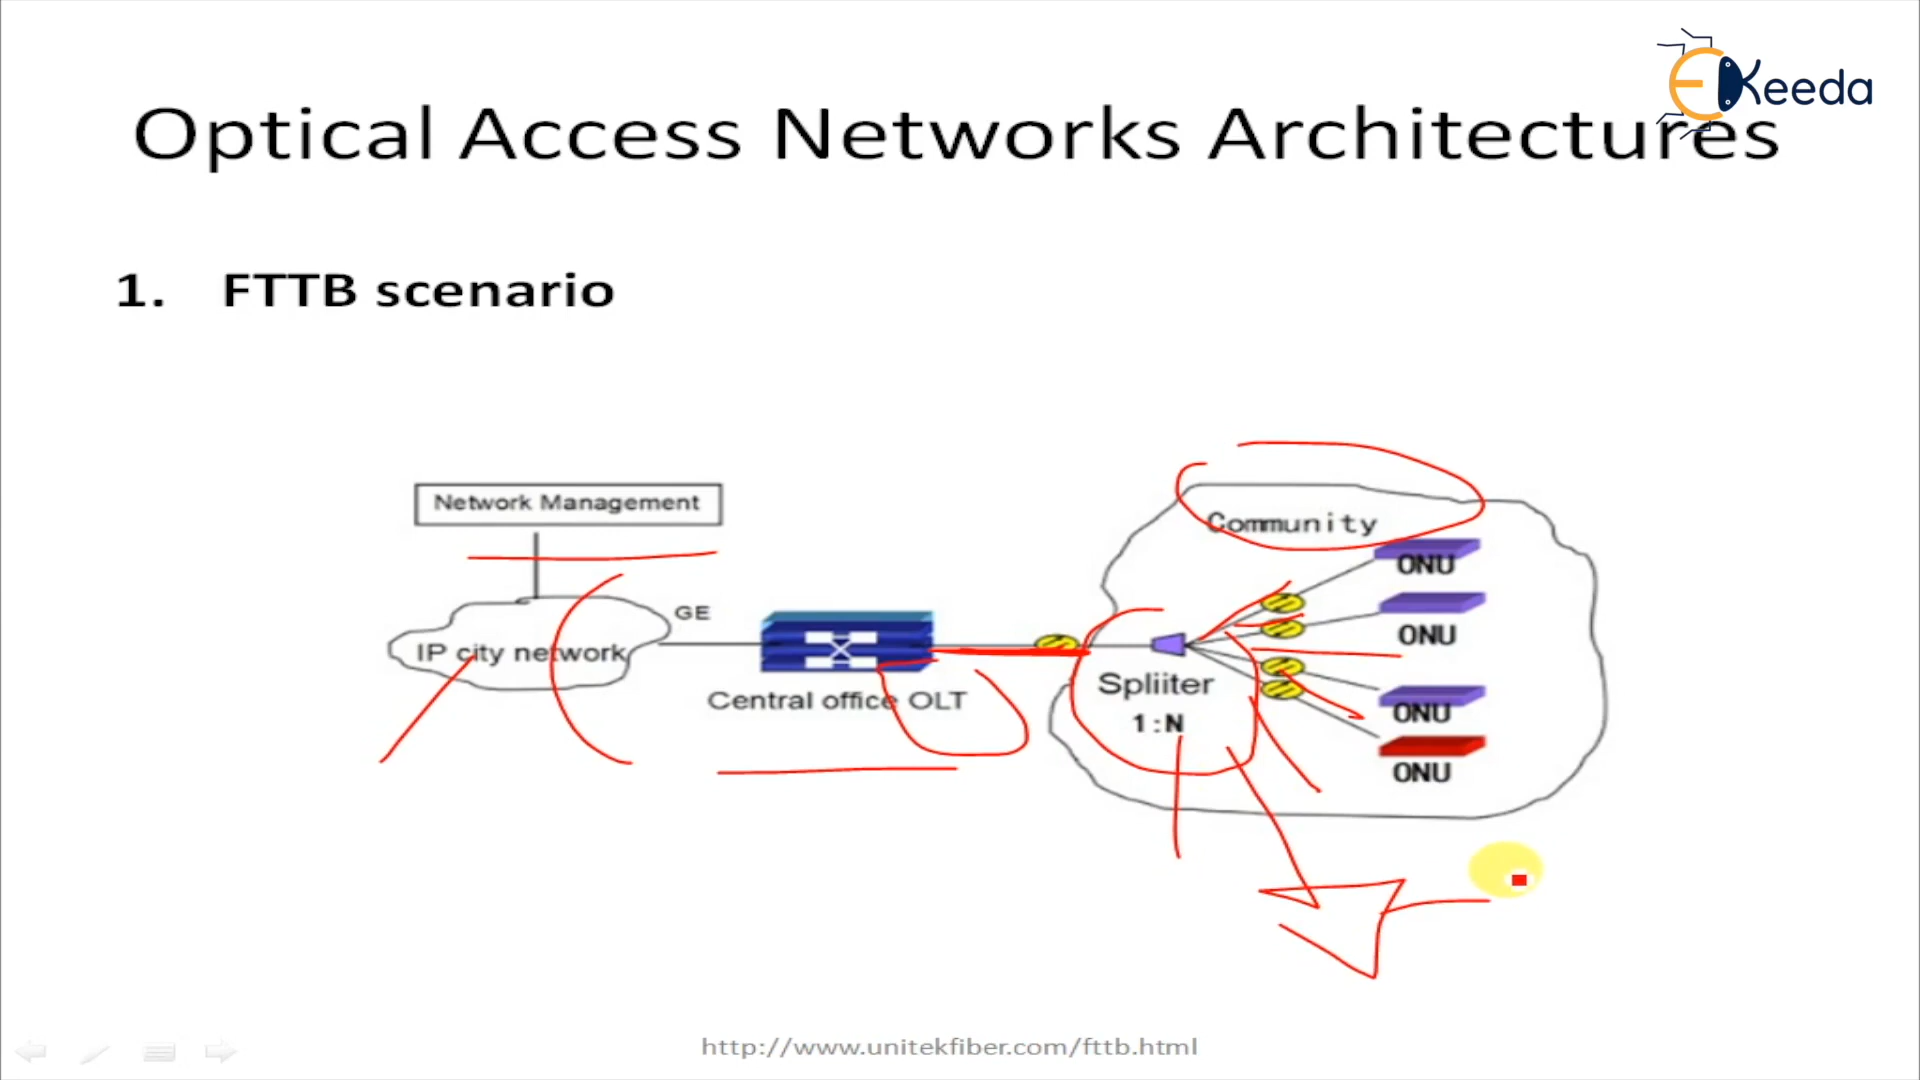 EKeeda
Optical Access Networks Architectures
1. FTTB scenario
Network Management
Community
ONU
GE
ONU
IP city network
Spliiter
Central office OLT
1:N
ONU
ONU
http://www.unitekfiber.com/fttb.html